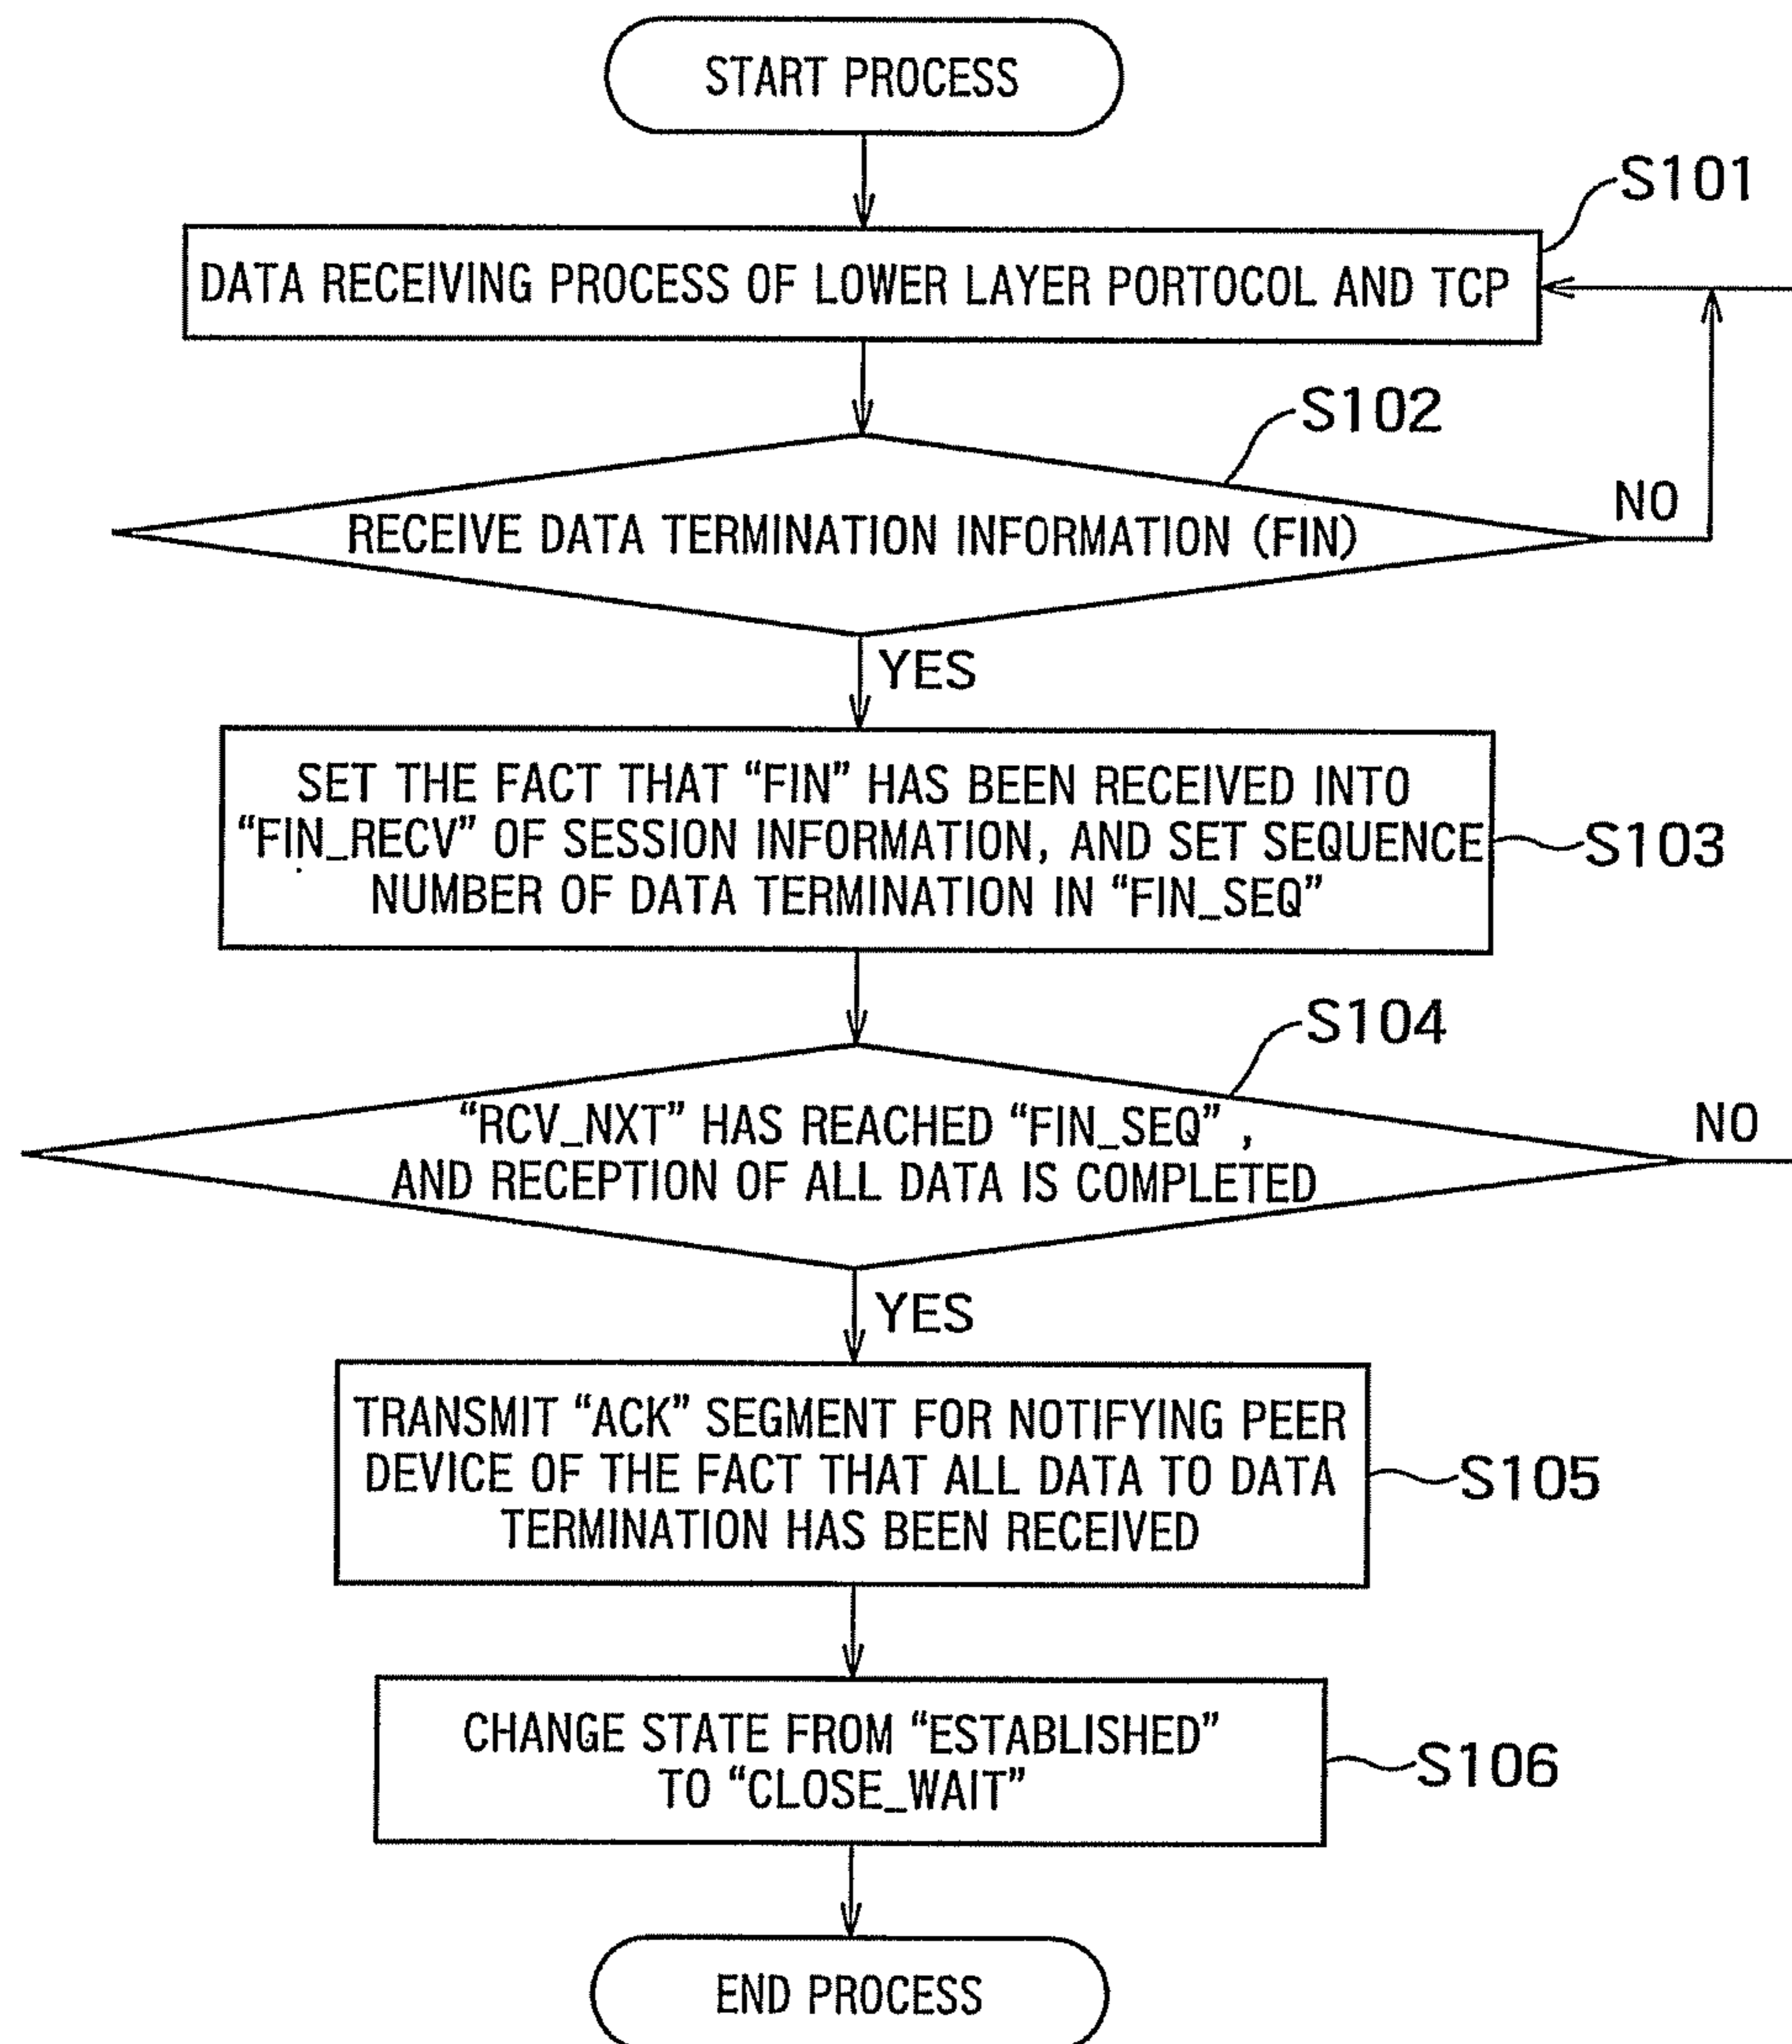 START PROCESS
S101
DATA RECEIVING PROCESS OF LOWER LAYER PORTOCOL AND TCP
S102
RECEIVE DATA TERMINATION INFORMATION (FIN)
NO
YES
SET THE FACT THAT “FIN” HAS BEEN RECEIVED INTO
“FIN_RECV” OF SESSION INFORMATION, AND SET SEQUENCE
NUMBER OF DATA TERMINATION IN “FIN_SEQ”
S103
S104
“RCV_NXT” HAS REACHED “FIN_SEQ” ,
AND RECEPTION OF ALL DATA IS COMPLETED
NO
YES
TRANSMIT “ACK” SEGMENT FOR NOTIFYING PEER
DEVICE OF THE FACT THAT ALL DATA TO DATA
TERMINATION HAS BEEN RECEIVED
S105
CHANGE STATE FROM “ESTABLISHED”
TO “CLOSE_WAIT”
S106
END PROCESS